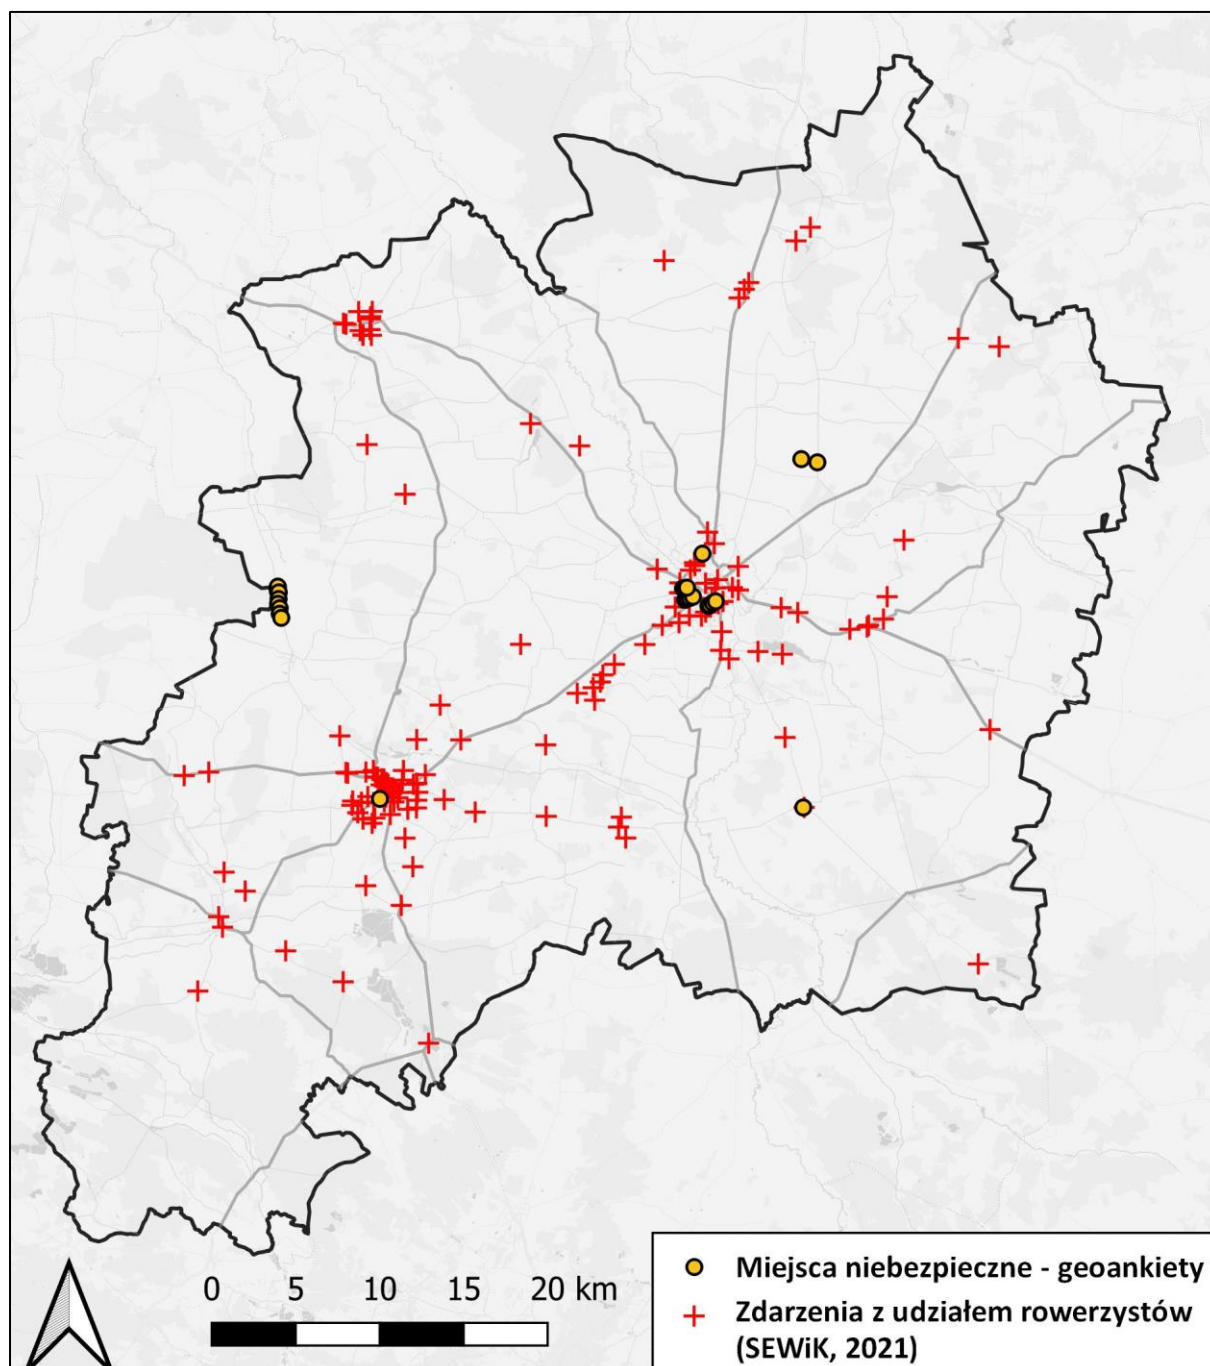 0 5 10 15 20 km
Miejsca niebezpieczne - geoankiety
Zdarzenia z udziałem rowerzystów
(SEWiK, 2021)